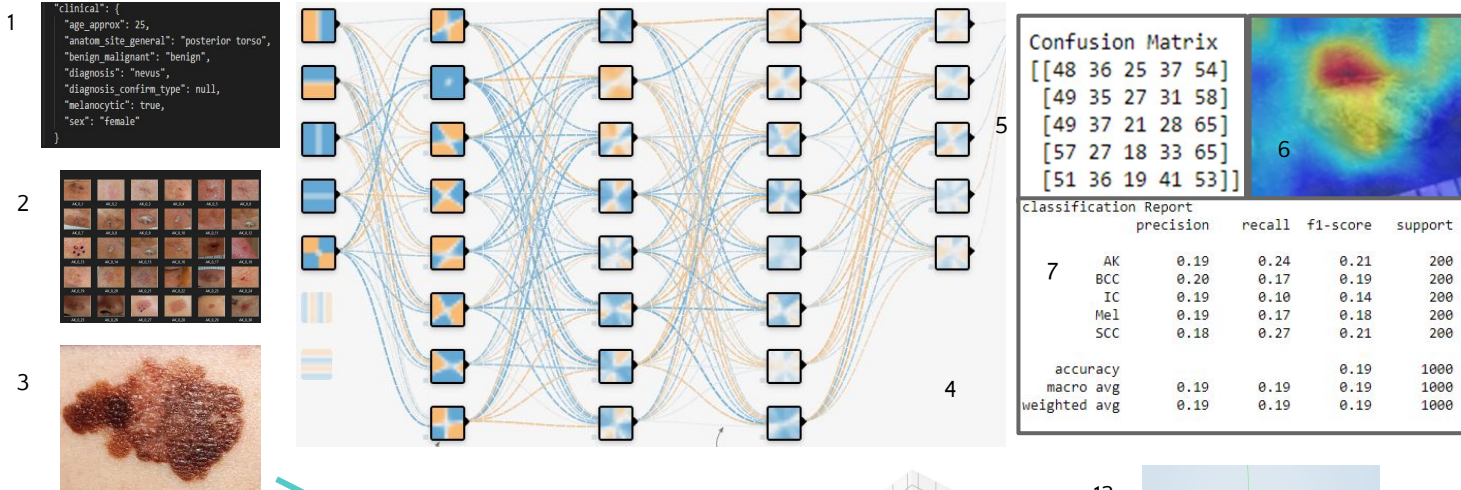 1
"clinical": {
"age_approx": 25,
"anatom_site_general": "posterior torso",
"benign_malignant": "benign",
"diagnosis": "nevus",
"diagnosis_confirm_type": null,
"melanocytic": true,
"sex": "female"
}
2
3
4
5
Confusion Matrix
[[48 36 25 37 54]
[49 35 27 31 58]
[49 37 21 28 65]
[57 27 18 33 65]
[51 36 19 41 53]]
6
classification Report
precision recall f1-score support
7
AK 0.19 0.24 0.21 200
BCC 0.20 0.17 0.19 200
IC 0.19 0.10 0.14 200
Mel 0.19 0.17 0.18 200
SCC 0.18 0.27 0.21 200
accuracy 0.19 1000
macro avg 0.19 0.19 0.19 1000
weighted avg 0.19 0.19 0.19 1000